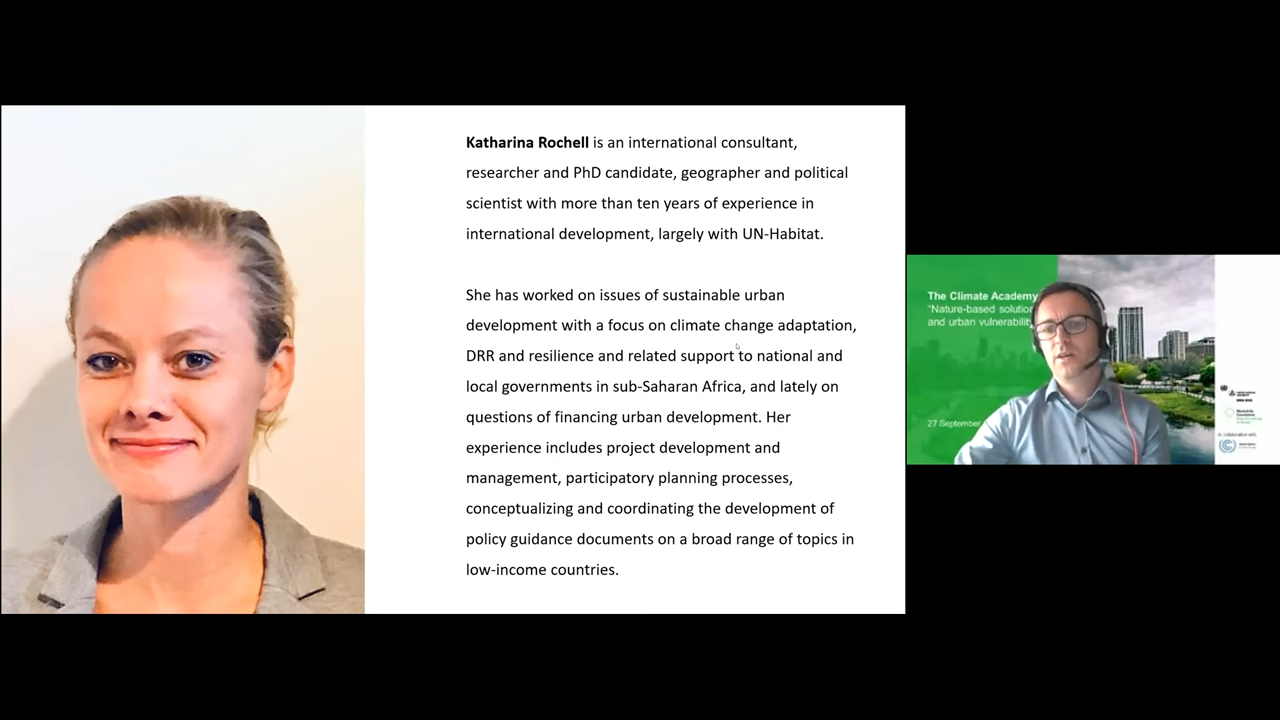 Katharina Rochell is an international consultant,
researcher and PhD candidate, geographer and political
scientist with more than ten years of experience in
international development, largely with UN-Habitat.
She has worked on issues of sustainable urban
development with a focus on climate change adaptation,
DRR and resilience and related support to national and
local governments in sub-Saharan Africa, and lately on
questions of financing urban development. Her
experience includes project development and
management, participatory planning processes,
conceptualizing and coordinating the development of
policy guidance documents on a broad range of topics in
low-income countries.
The Climate Academy
"Nature-based solution
and urban vulnerability
27 September
In collaboration with: